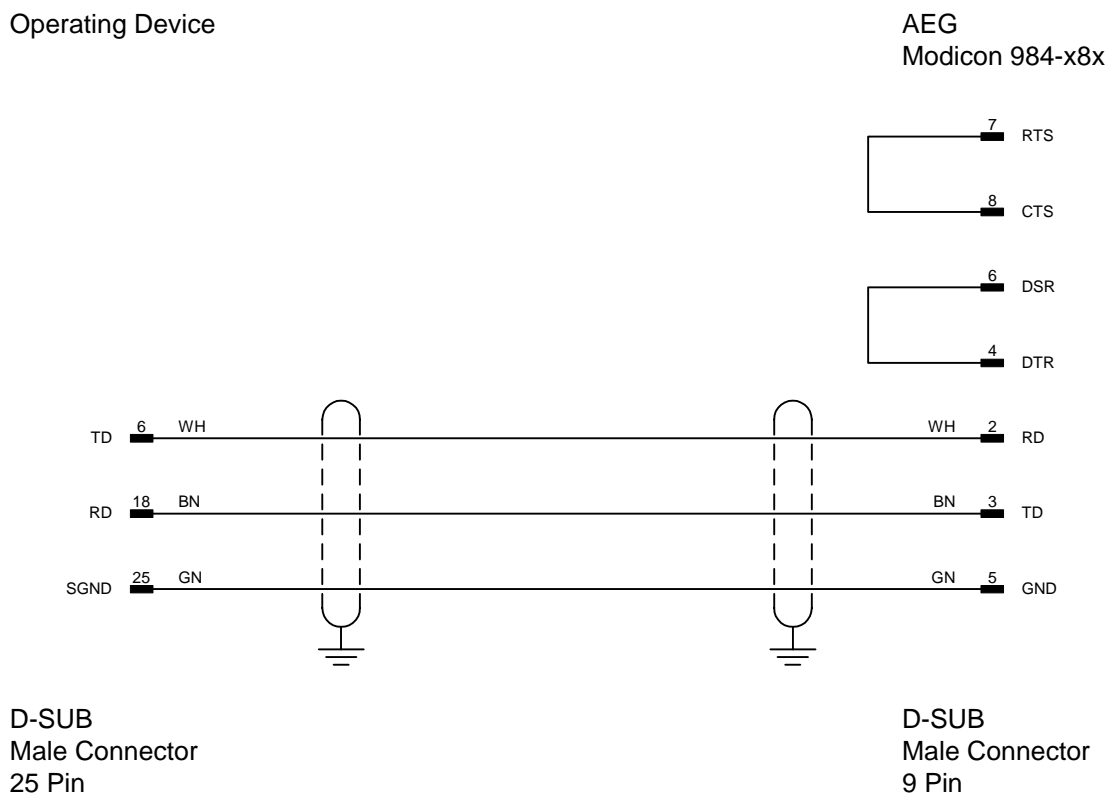 Operating Device
AEG
Modicon 984-x8x
7
RTS
8
CTS
6
DSR
4
DTR
TD 6 WH WH 2 RD
RD 18 BN BN 3 TD
SGND 25 GN GN 5 GND
D-SUB
Male Connector
25 Pin
D-SUB
Male Connector
9 Pin